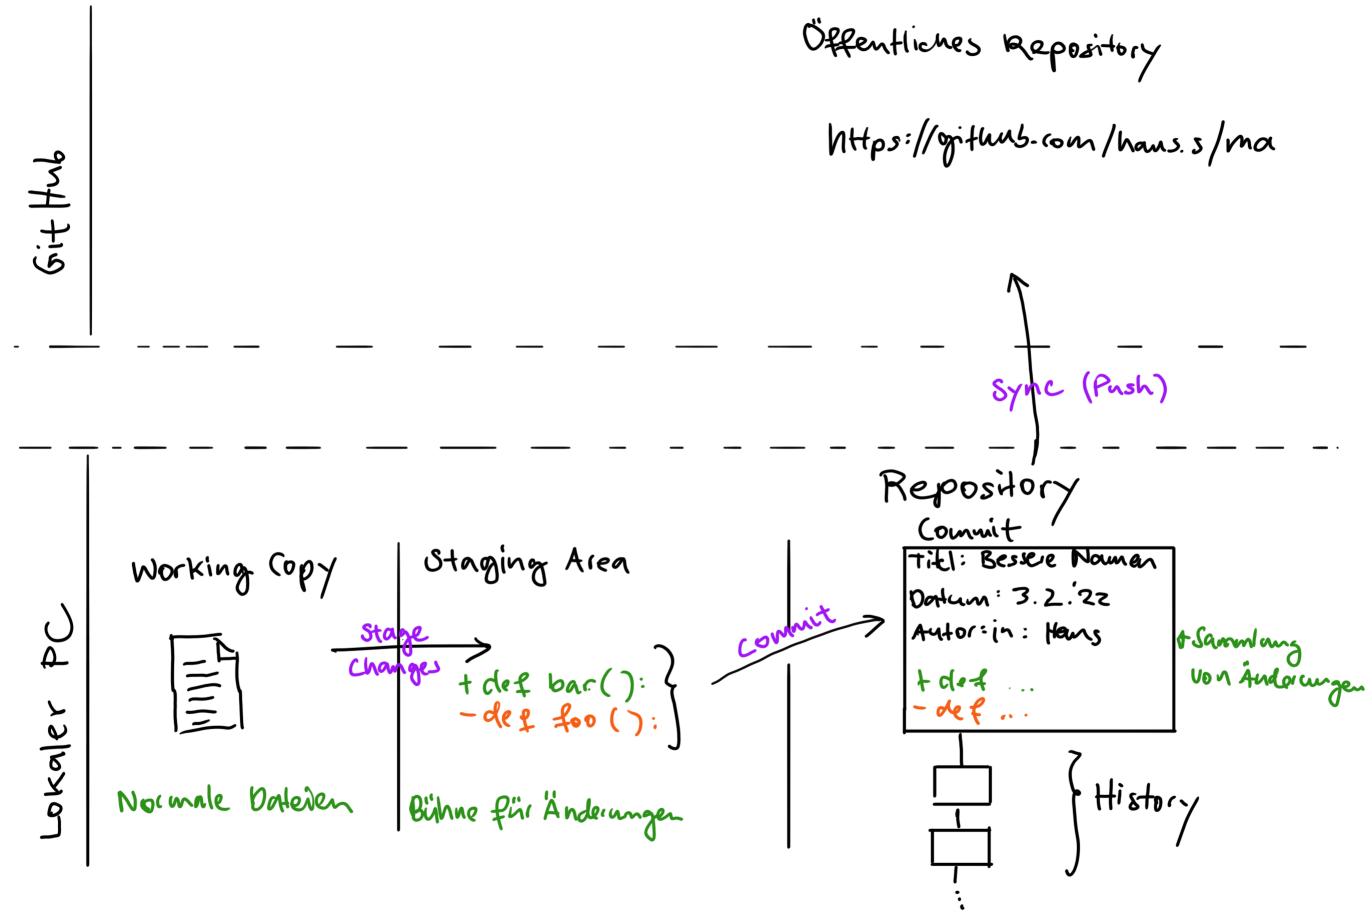 Öffentliches Repository
https://github.com/hans.s/ma
GitHub
Sync (Push)
Repository
Commit
Titel: Bessere Namen
Datum: 3.2.'22
Autor:in: Hans
+ def ...
- def ...
+ Sammlung
von Änderungen
History
Lokaler PC
Working Copy
Stage
Changes
Normale Dateien
Staging Area
+ def bar():
- def foo():
Bühne für Änderungen
Commit